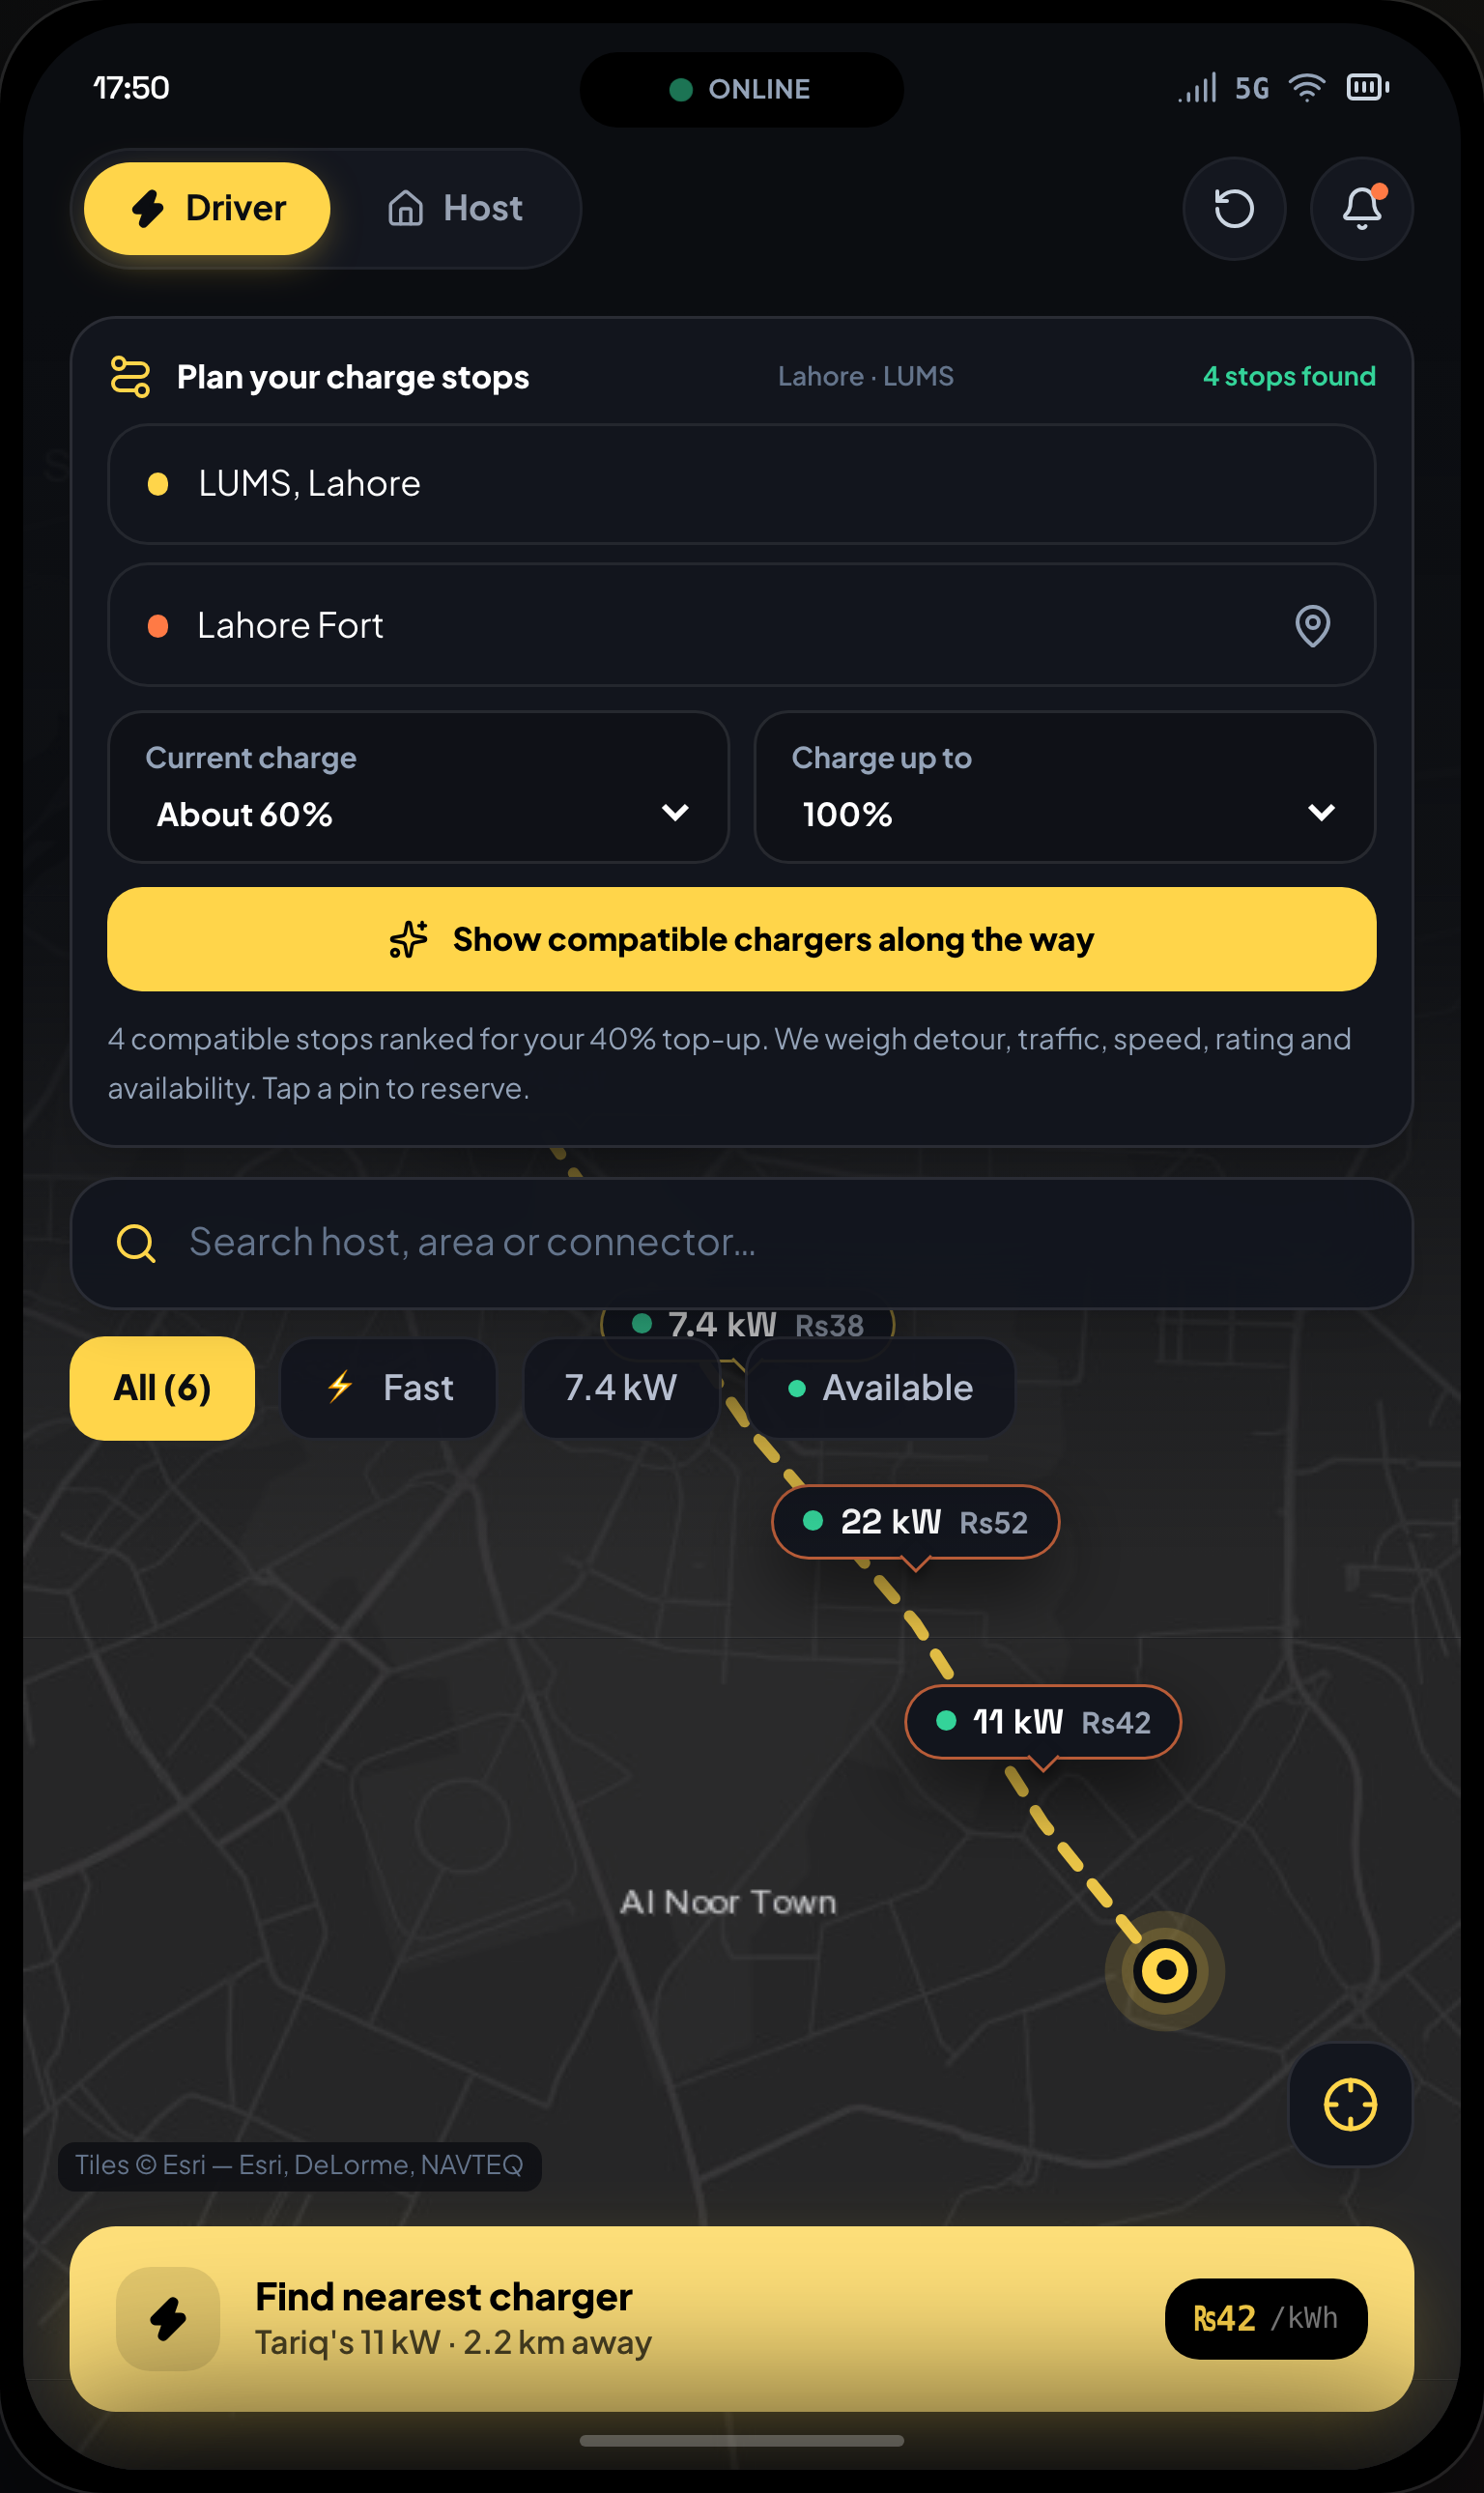 17:50
ONLINE
5G
Driver
Host
Plan your charge stops
Lahore · LUMS
4 stops found
LUMS, Lahore
Lahore Fort
Current charge
Charge up to
About 60%
100%
Show compatible chargers along the way
4 compatible stops ranked for your 40% top-up. We weigh detour, traffic, speed, rating and
availability. Tap a pin to reserve.
Search host, area or connector...
7.4 kW Rs38
All (6)
Fast
7.4 kW
Available
22 kW Rs52
11 kW Rs42
Al Noor Town
Tiles © Esri — Esri, DeLorme, NAVTEQ
Find nearest charger
Tariq's 11 kW · 2.2 km away
₨42 /kWh